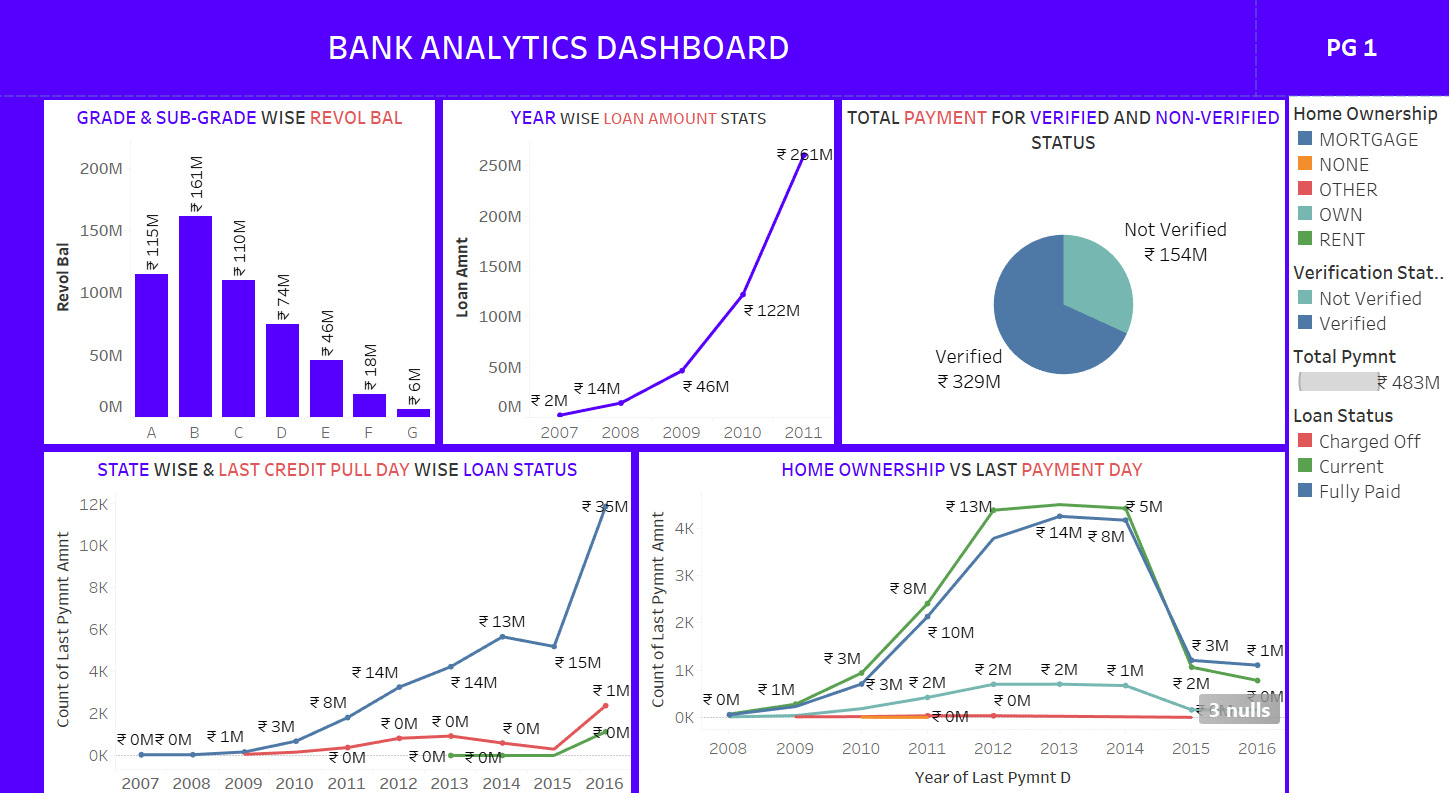 BANK ANALYTICS DASHBOARD
PG 1
GRADE & SUB-GRADE WISE REVOL BAL
Revol Bal
200M
150M
100M
50M
0M
₹ 115M
₹ 161M
₹ 110M
₹ 74M
₹ 46M
₹ 18M
₹ 6M
A B C D E F G
YEAR WISE LOAN AMOUNT STATS
Loan Amnt
250M
200M
150M
100M
50M
0M
₹ 2M
₹ 14M
₹ 46M
₹ 122M
₹ 261M
2007 2008 2009 2010 2011
TOTAL PAYMENT FOR VERIFIED AND NON-VERIFIED
STATUS
Not Verified
₹ 154M
Verified
₹ 329M
Home Ownership
MORTGAGE
NONE
OTHER
OWN
RENT
Verification Stat..
Not Verified
Verified
Total Pymnt
₹ 483M
Loan Status
Charged Off
Current
Fully Paid
STATE WISE & LAST CREDIT PULL DAY WISE LOAN STATUS
Count of Last Pymnt Amnt
12K
10K
8K
6K
4K
2K
0K
₹ 0M
₹ 0M
₹ 1M
₹ 3M
₹ 8M
₹ 14M
₹ 14M
₹ 13M
₹ 15M
₹ 35M
₹ 0M
₹ 0M
₹ 0M
₹ 0M
₹ 1M
₹ 0M
₹ 0M
₹ 0M
2007 2008 2009 2010 2011 2012 2013 2014 2015 2016
HOME OWNERSHIP VS LAST PAYMENT DAY
Count of Last Pymnt Amnt
4K
3K
2K
1K
0K
₹ 0M
₹ 1M
₹ 3M
₹ 8M
₹ 13M
₹ 5M
₹ 14M
₹ 8M
₹ 10M
₹ 3M
₹ 2M
₹ 2M
₹ 2M
₹ 1M
₹ 3M
₹ 1M
₹ 2M
₹ 0M
₹ 0M
₹ 0M
3 nulls
2008 2009 2010 2011 2012 2013 2014 2015 2016
Year of Last Pymnt D